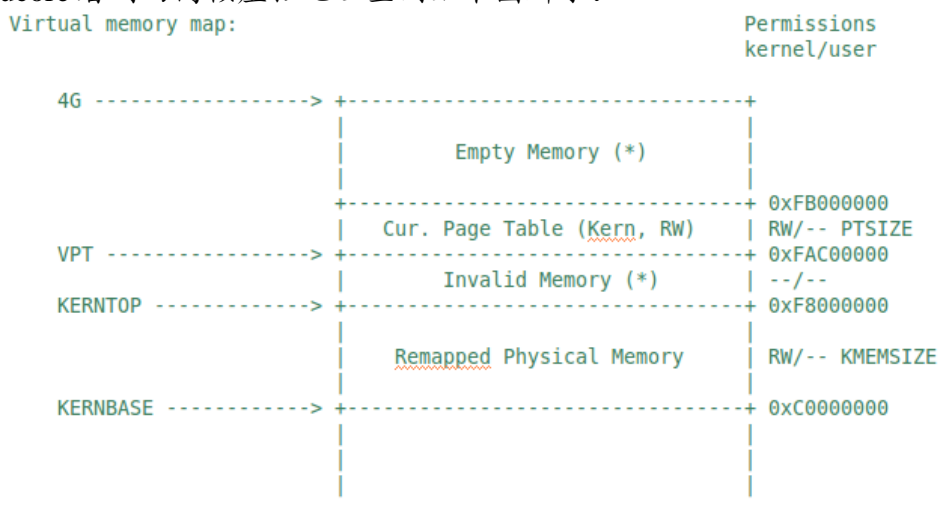 Virtual memory map: Permissions
kernel/user
4G ------------------> +---------------------------------+
| |
| Empty Memory (*) |
| |
+---------------------------------+ 0xFB000000
| Cur. Page Table (Kern, RW) | RW/-- PTSIZE
VPT -----------------> +---------------------------------+ 0xFAC00000
| Invalid Memory (*) | --/--
KERNTOP -------------> +---------------------------------+ 0xF8000000
| |
| Remapped Physical Memory | RW/-- KMEMSIZE
| |
KERNBASE ------------> +---------------------------------+ 0xC0000000
| |
| |
| |